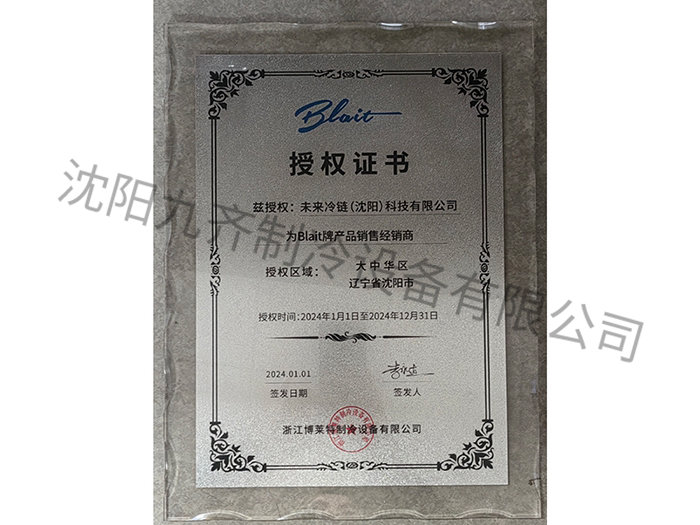 Blait
授权证书
兹授权：未来冷链（沈阳）科技有限公司
为Blait牌产品销售经销商
授权区域：
大中华区
辽宁省沈阳市
授权时间：2024年1月1日至2024年12月31日
2024.01.01
签发日期
签发人
浙江博莱特制冷设备有限公司
沈阳九齐制冷设备有限公司